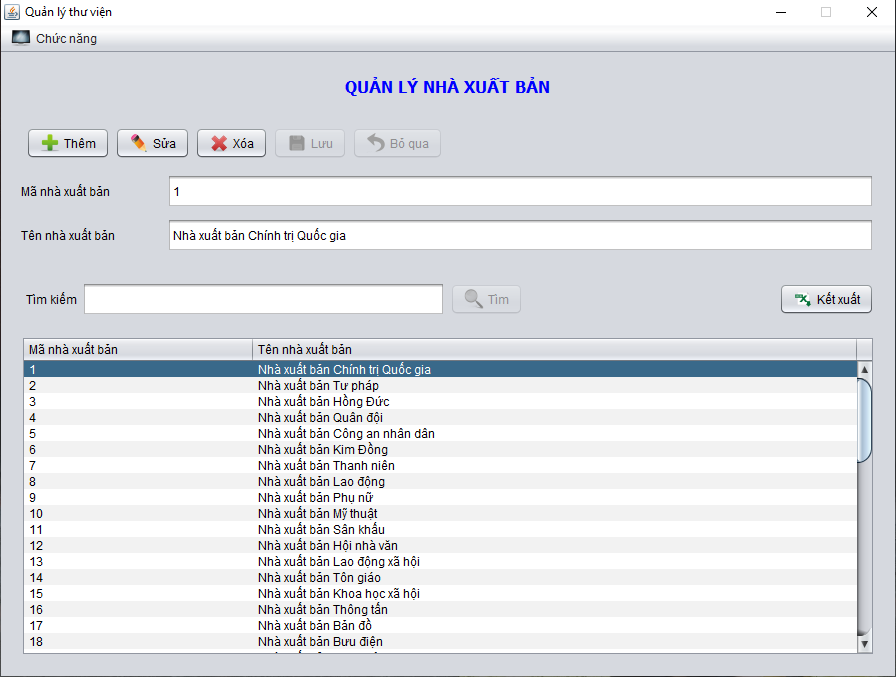 Quản lý thư viện
Chức năng
QUẢN LÝ NHÀ XUẤT BẢN
Thêm Sửa Xóa Lưu Bỏ qua
Mã nhà xuất bản 1
Tên nhà xuất bản Nhà xuất bản Chính trị Quốc gia
Tìm kiếm Tìm Kết xuất
Mã nhà xuất bản Tên nhà xuất bản
1 Nhà xuất bản Chính trị Quốc gia
2 Nhà xuất bản Tư pháp
3 Nhà xuất bản Hồng Đức
4 Nhà xuất bản Quân đội
5 Nhà xuất bản Công an nhân dân
6 Nhà xuất bản Kim Đồng
7 Nhà xuất bản Thanh niên
8 Nhà xuất bản Lao động
9 Nhà xuất bản Phụ nữ
10 Nhà xuất bản Mỹ thuật
11 Nhà xuất bản Sân khấu
12 Nhà xuất bản Hội nhà văn
13 Nhà xuất bản Lao động xã hội
14 Nhà xuất bản Tôn giáo
15 Nhà xuất bản Khoa học xã hội
16 Nhà xuất bản Thông tấn
17 Nhà xuất bản Bản đồ
18 Nhà xuất bản Bưu điện